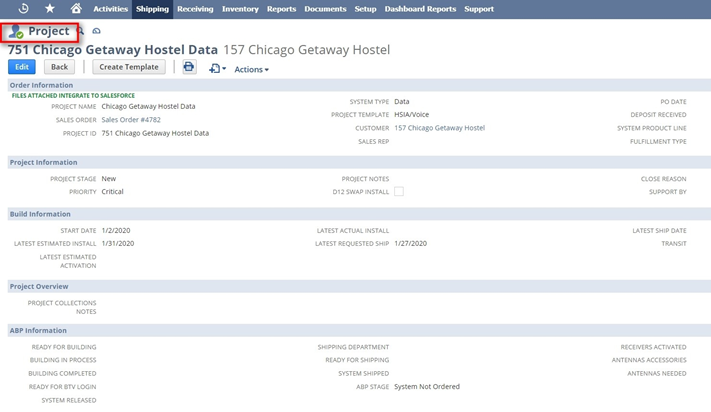 Activities Shipping Receiving Inventory Reports Documents Setup Dashboard Reports Support
Project
751 Chicago Getaway Hostel Data 157 Chicago Getaway Hostel
Edit Back Create Template Actions
Order Information
FILES ATTACHED INTEGRATE TO SALESFORCE
PROJECT NAME Chicago Getaway Hostel Data
SALES ORDER Sales Order #4782
PROJECT ID 751 Chicago Getaway Hostel Data
SYSTEM TYPE Data
PROJECT TEMPLATE HSIA/Voice
CUSTOMER 157 Chicago Getaway Hostel
SALES REP
PO DATE
DEPOSIT RECEIVED
SYSTEM PRODUCT LINE
FULFILLMENT TYPE
Project Information
PROJECT STAGE New
PRIORITY Critical
PROJECT NOTES
D12 SWAP INSTALL
CLOSE REASON
SUPPORT BY
Build Information
START DATE 1/2/2020
LATEST ESTIMATED INSTALL 1/31/2020
LATEST ESTIMATED
ACTIVATION
LATEST ACTUAL INSTALL
LATEST REQUESTED SHIP 1/27/2020
LATEST SHIP DATE
TRANSIT
Project Overview
PROJECT COLLECTIONS
NOTES
ABP Information
READY FOR BUILDING
BUILDING IN PROCESS
BUILDING COMPLETED
READY FOR BTV LOGIN
SYSTEM RELEASED
SHIPPING DEPARTMENT
READY FOR SHIPPING
SYSTEM SHIPPED
ABP STAGE System Not Ordered
RECEIVERS ACTIVATED
ANTENNAS ACCESSORIES
ANTENNAS NEEDED